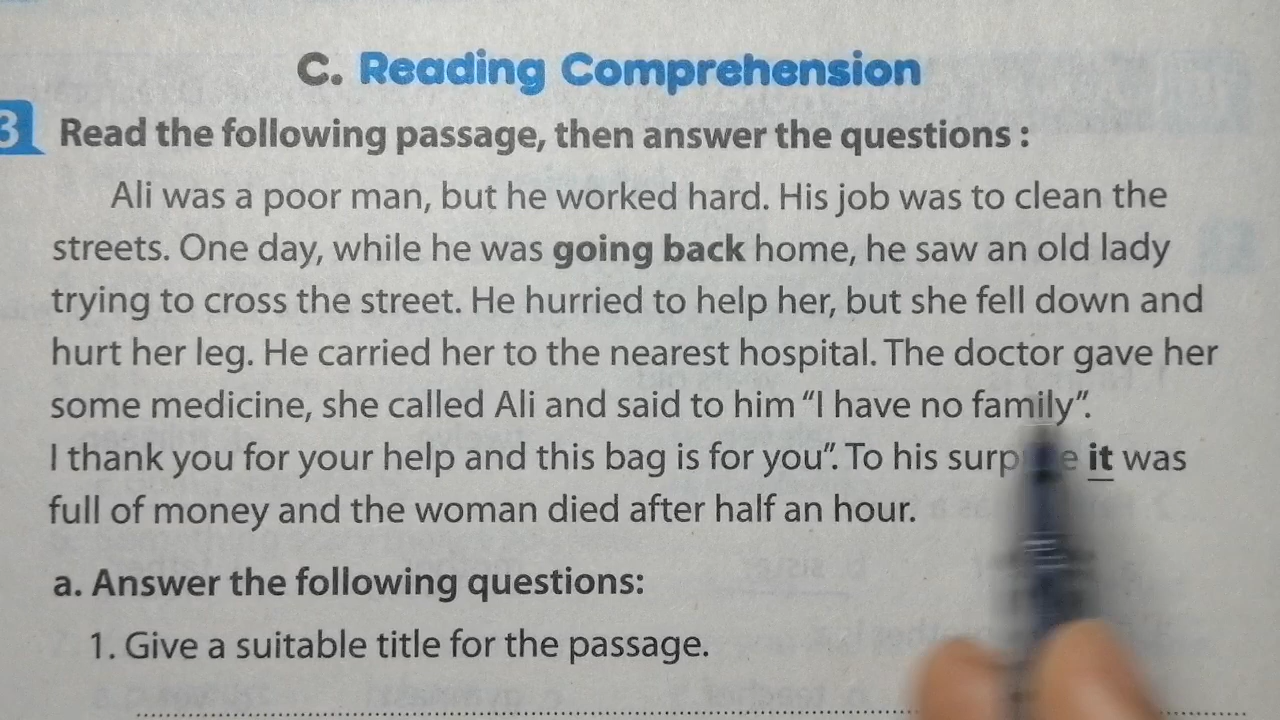 C. Reading Comprehension
3 Read the following passage, then answer the questions :
Ali was a poor man, but he worked hard. His job was to clean the
streets. One day, while he was going back home, he saw an old lady
trying to cross the street. He hurried to help her, but she fell down and
hurt her leg. He carried her to the nearest hospital. The doctor gave her
some medicine, she called Ali and said to him “I have no family”.
I thank you for your help and this bag is for you”. To his it was
full of money and the woman died after half an hour.
a. Answer the following questions:
1. Give a suitable title for the passage.